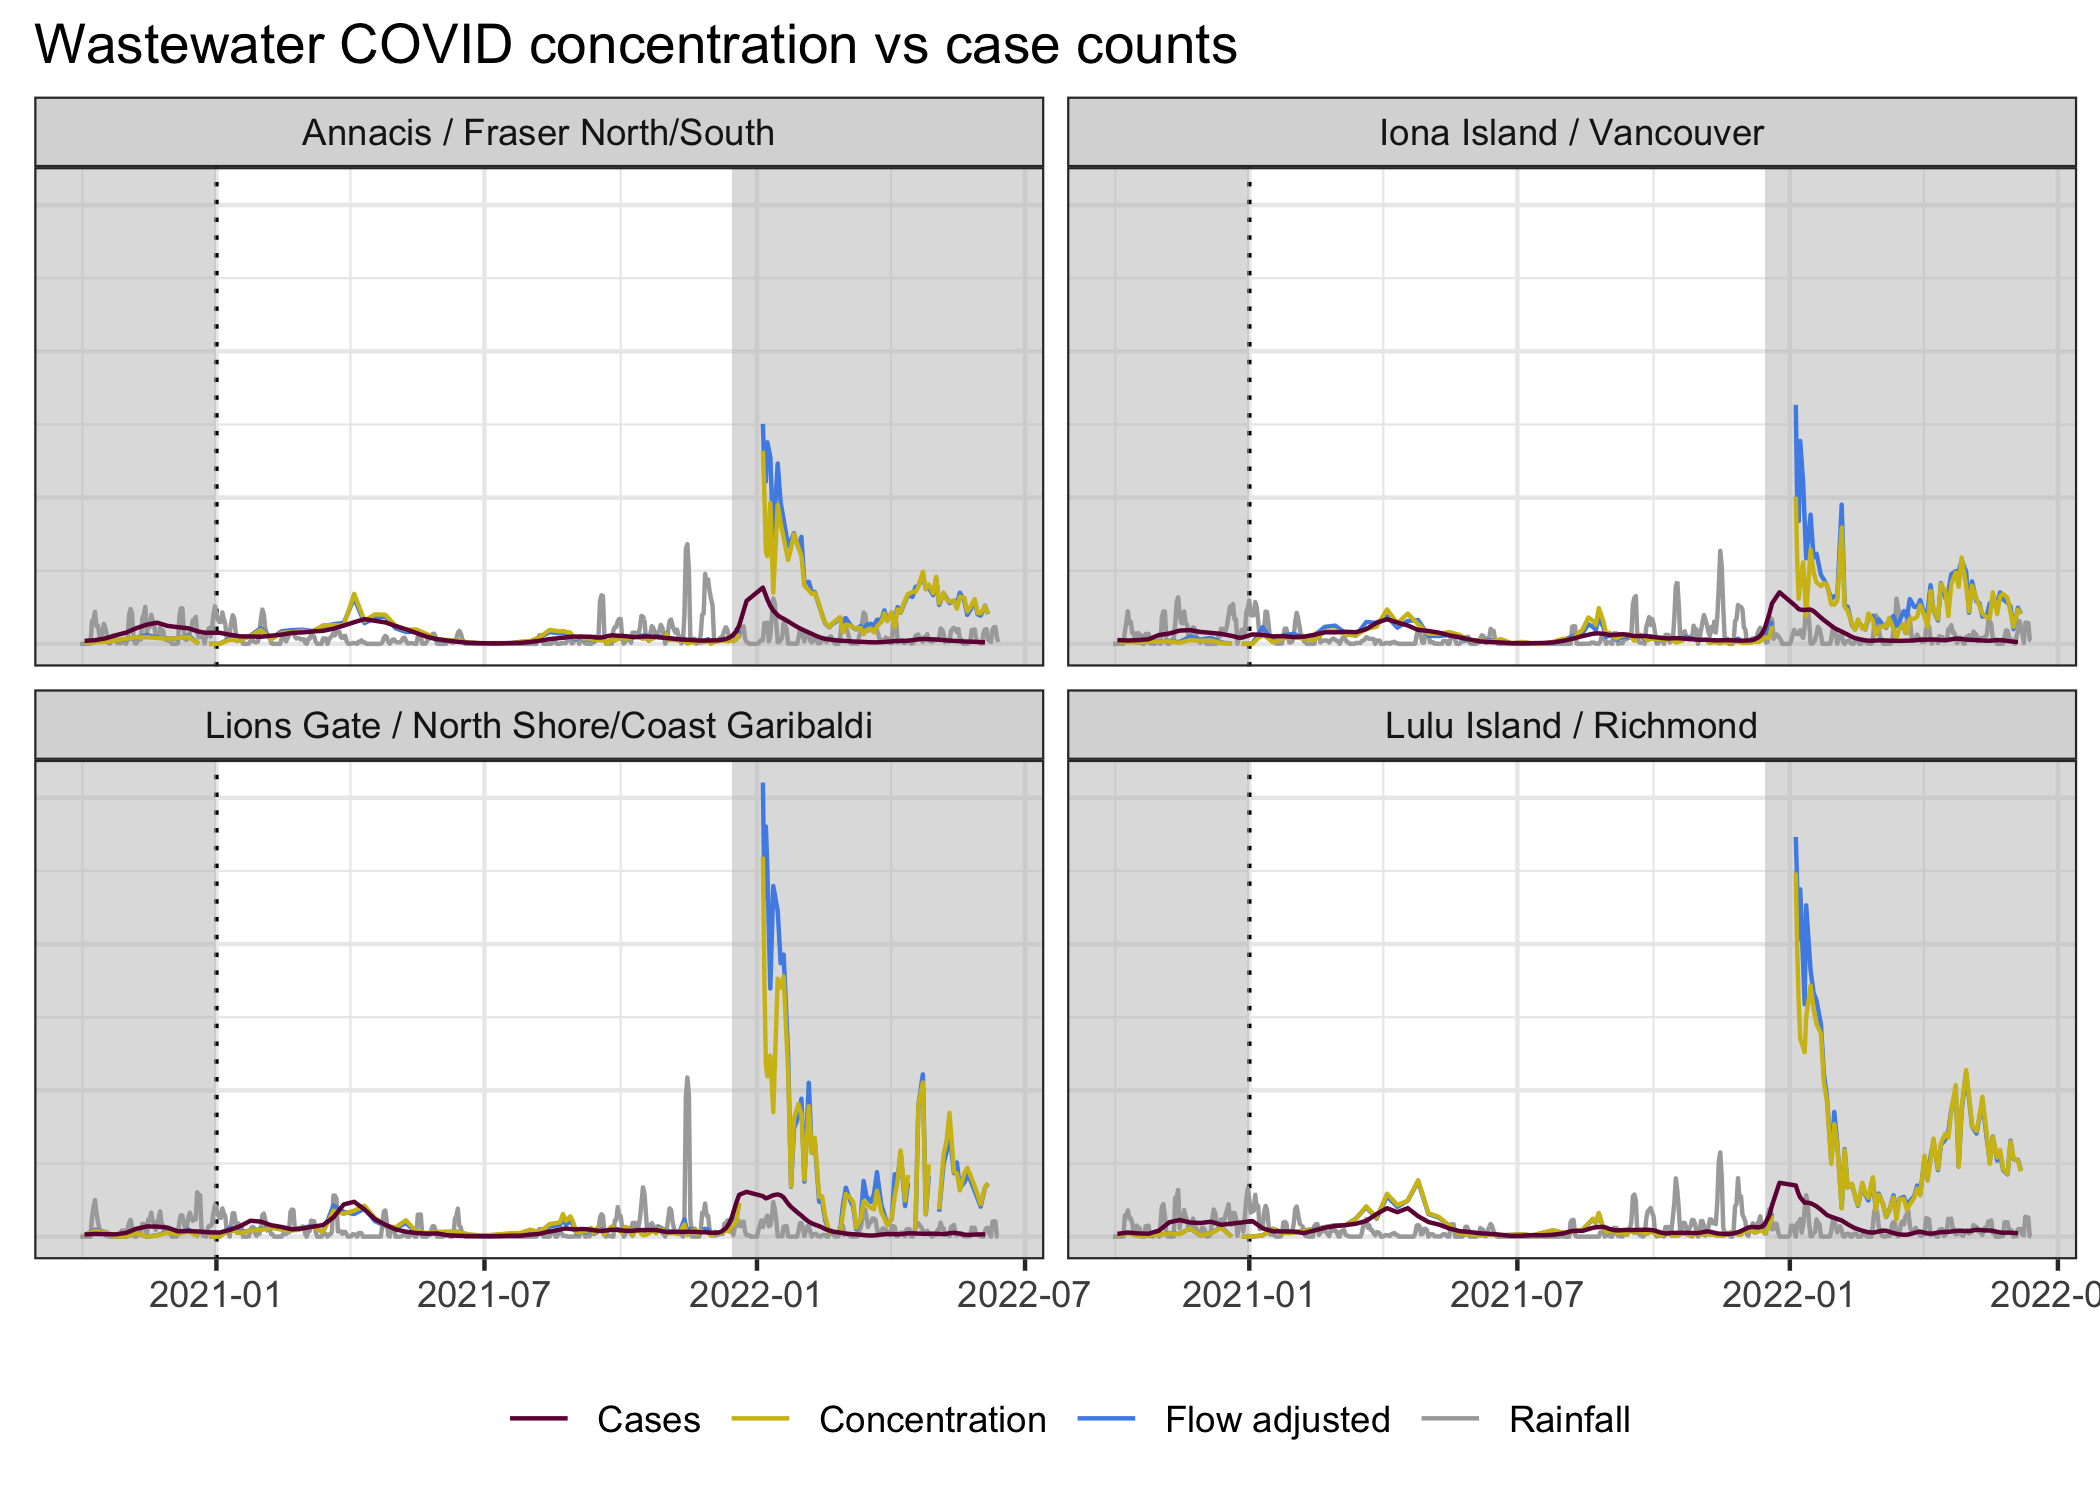 Wastewater COVID concentration vs case counts
Annacis / Fraser North/South
Iona Island / Vancouver
Lions Gate / North Shore/Coast Garibaldi
Lulu Island / Richmond
2021-01 2021-07 2022-01 2022-07 2021-01 2021-07 2022-01 2022-0
Cases Concentration Flow adjusted Rainfall